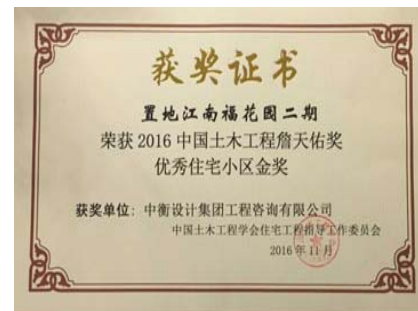 获奖证书
置地江南福花园二期
荣获2016中国土木工程詹天佑奖
优秀住宅小区金奖
获奖单位：中衡设计集团工程咨询有限公司
中国土木工程学会住宅工程指导工作委员会
2016年11月